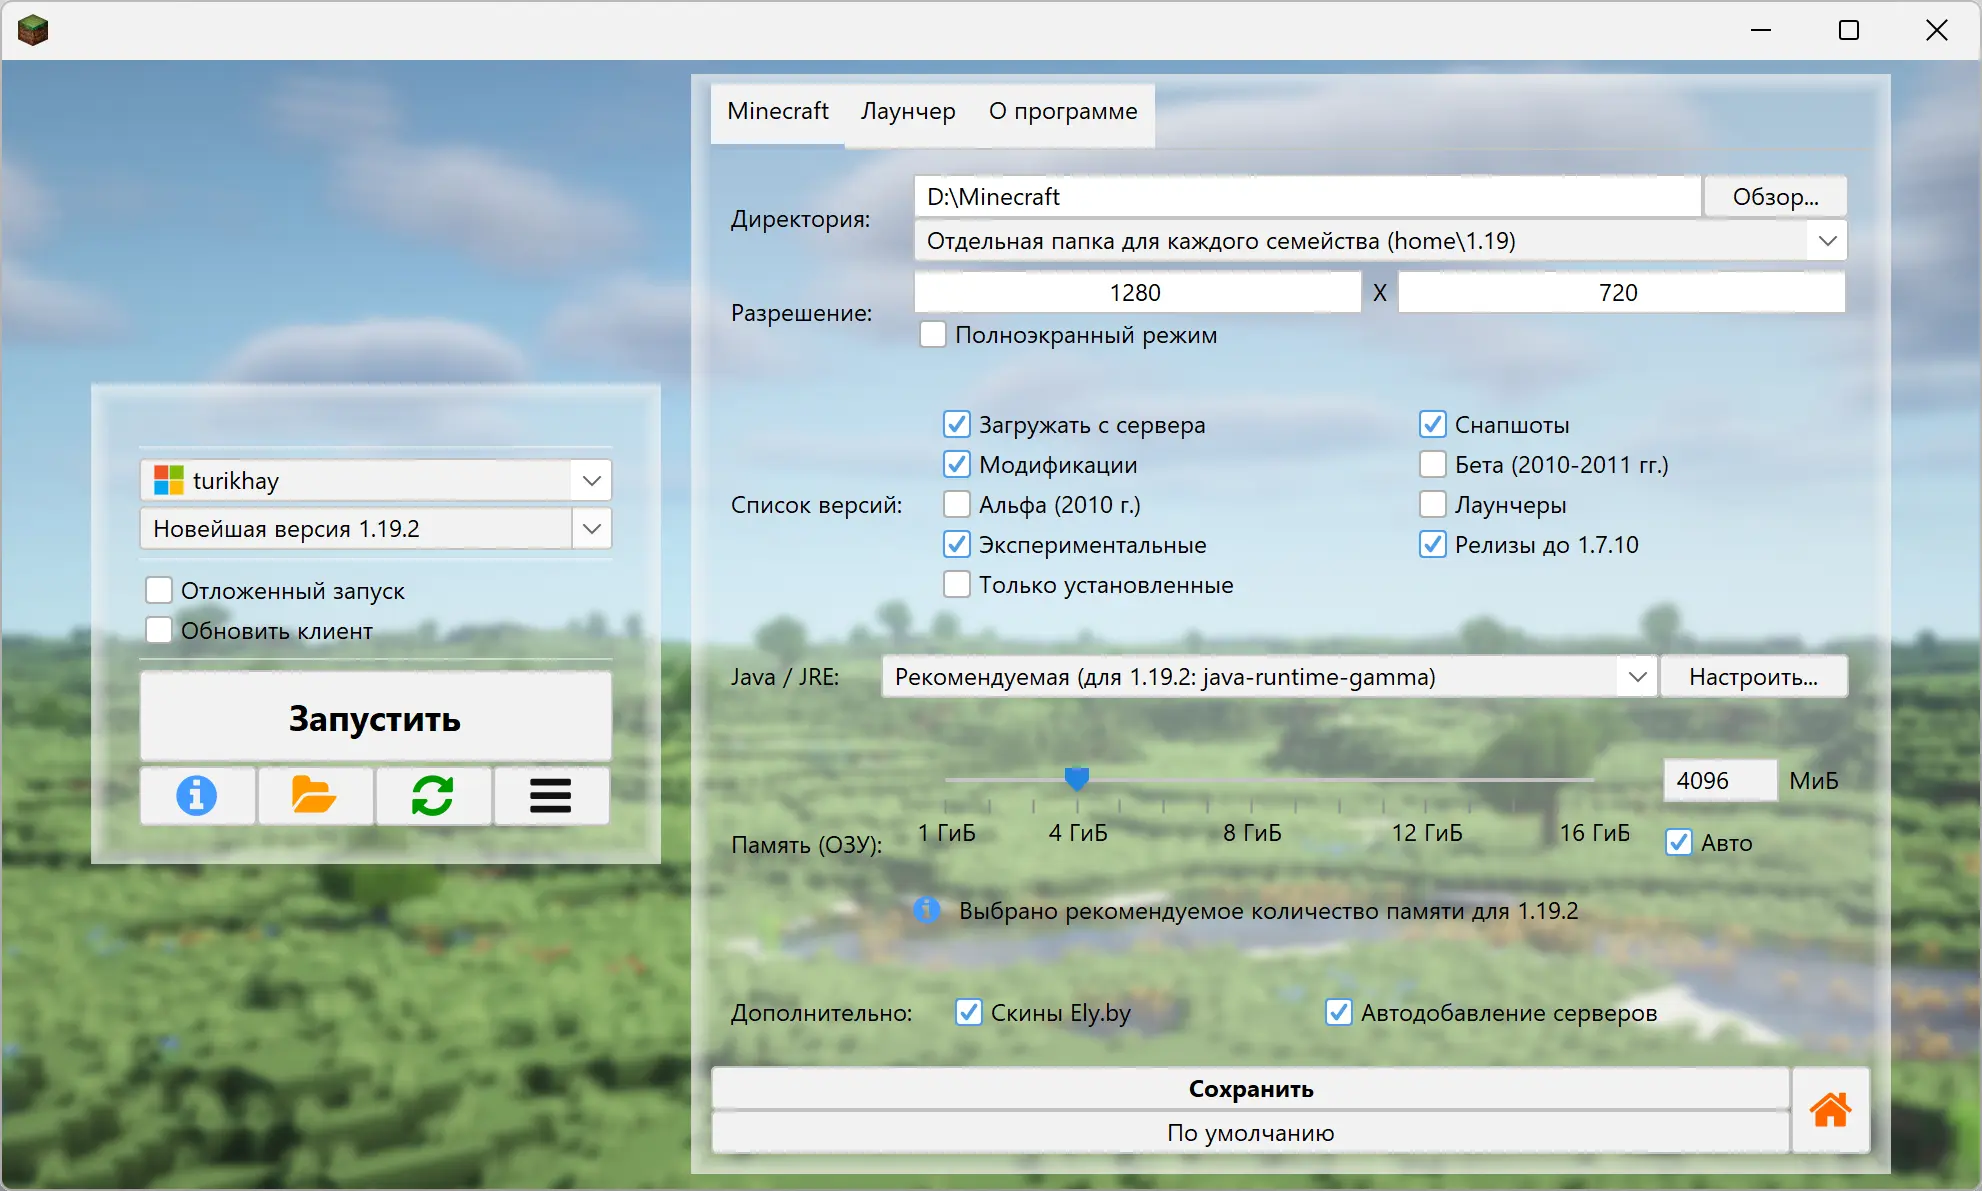 turikhay
Новейшая версия 1.19.2
Отложенный запуск
Обновить клиент
Запустить
Minecraft Лаунчер О программе
Директория:
D:\Minecraft Обзор...
Отдельная папка для каждого семейства (home\1.19)
Разрешение:
1280 X 720
Полноэкранный режим
Список версий:
Загружать с сервера Снапшоты
Модификации Бета (2010-2011 гг.)
Альфа (2010 г.) Лаунчеры
Экспериментальные Релизы до 1.7.10
Только установленные
Java / JRE: Рекомендуемая (для 1.19.2: java-runtime-gamma) Настроить...
Память (ОЗУ):
4096 МиБ
1 ГиБ 4 ГиБ 8 ГиБ 12 ГиБ 16 ГиБ
Авто
Выбрано рекомендуемое количество памяти для 1.19.2
Дополнительно: Скины Ely.by Автодобавление серверов
Сохранить
По умолчанию